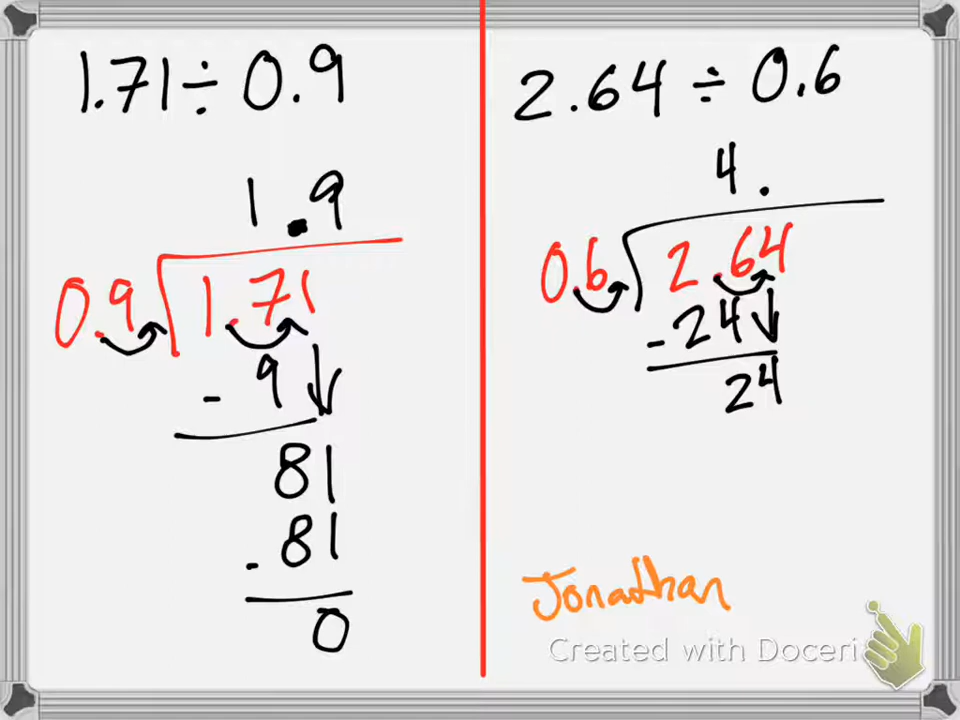 1.71 ÷ 0.9
1.9
0.9 1.71
- 9
81
- 81
0
2.64 ÷ 0.6
4.
0.6 2.64
- 24
24
Jonathan
Created with Doceri